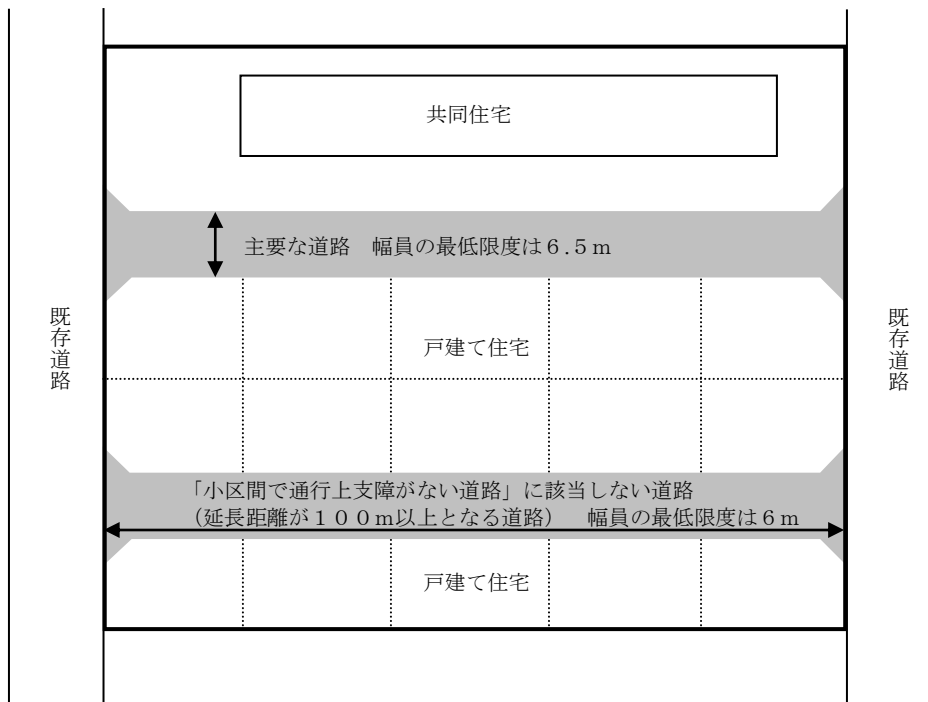 共同住宅
主要な道路　幅員の最低限度は６.５ｍ
既存道路
戸建て住宅
既存道路
「小区間で通行上支障がない道路」に該当しない道路
（延長距離が１００ｍ以上となる道路）　幅員の最低限度は６ｍ
戸建て住宅